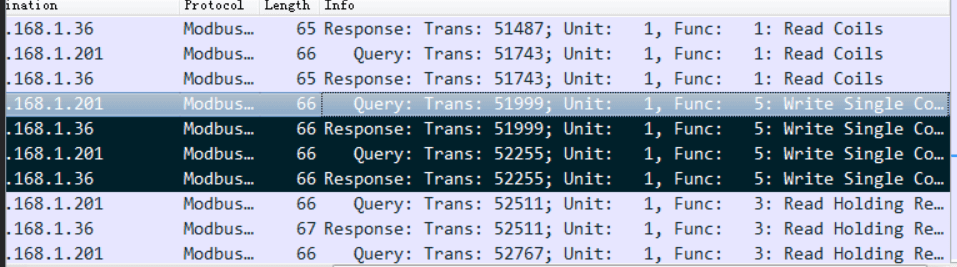 ination Protocol Length Info
.168.1.36 Modbus… 65 Response: Trans: 51487; Unit: 1, Func: 1: Read Coils
.168.1.201 Modbus… 66 Query: Trans: 51743; Unit: 1, Func: 1: Read Coils
.168.1.36 Modbus… 65 Response: Trans: 51743; Unit: 1, Func: 1: Read Coils
.168.1.201 Modbus… 66 Query: Trans: 51999; Unit: 1, Func: 5: Write Single Co…
.168.1.36 Modbus… 66 Response: Trans: 51999; Unit: 1, Func: 5: Write Single Co…
.168.1.201 Modbus… 66 Query: Trans: 52255; Unit: 1, Func: 5: Write Single Co…
.168.1.36 Modbus… 66 Response: Trans: 52255; Unit: 1, Func: 5: Write Single Co…
.168.1.201 Modbus… 66 Query: Trans: 52511; Unit: 1, Func: 3: Read Holding Re…
.168.1.36 Modbus… 67 Response: Trans: 52511; Unit: 1, Func: 3: Read Holding Re…
.168.1.201 Modbus… 66 Query: Trans: 52767; Unit: 1, Func: 3: Read Holding Re…